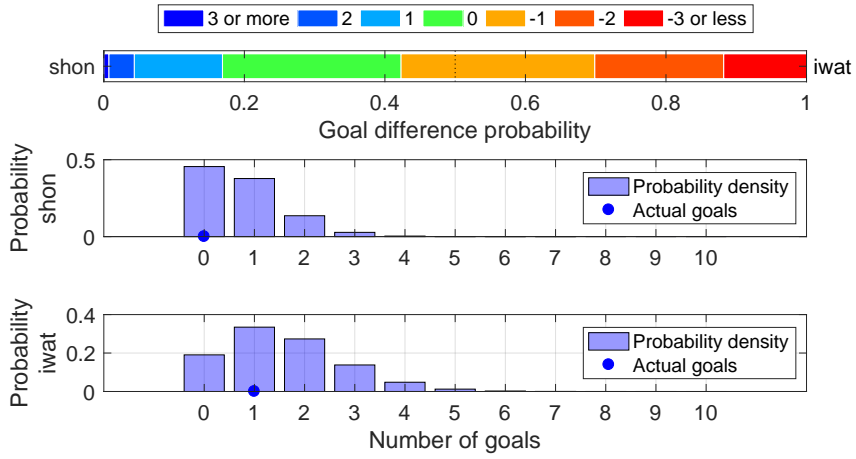 3 or more 2 1 0 -1 -2 -3 or less
shon iwat
0 0.2 0.4 0.6 0.8 1
Goal difference probability
Probability
shon
0.5
0
Probability density
Actual goals
0 1 2 3 4 5 6 7 8 9 10
Probability
iwat
0.4
0.2
0
Probability density
Actual goals
0 1 2 3 4 5 6 7 8 9 10
Number of goals